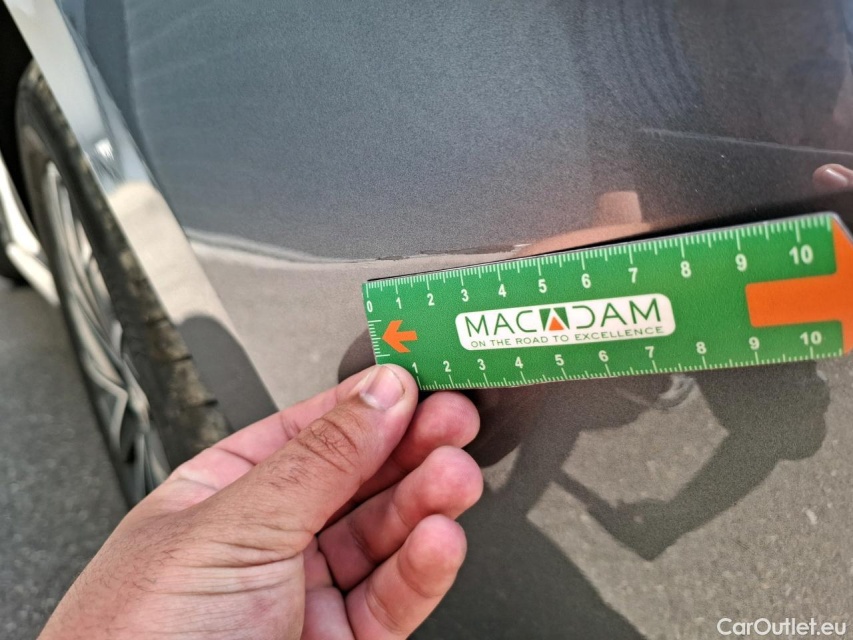 0 1 2 3 4 5 6 7 8 9 10
MACADAM
ON THE ROAD TO EXCELLENCE
1 2 3 4 5 6 7 8 9 10
CarOutlet.eu